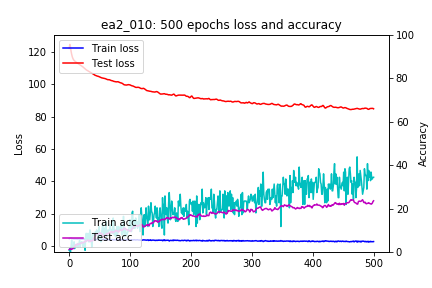 ea2_010: 500 epochs loss and accuracy
Train loss
Test loss
Train acc
Test acc
Loss
Accuracy
0
20
40
60
80
100
120
0
20
40
60
80
100
0
100
200
300
400
500